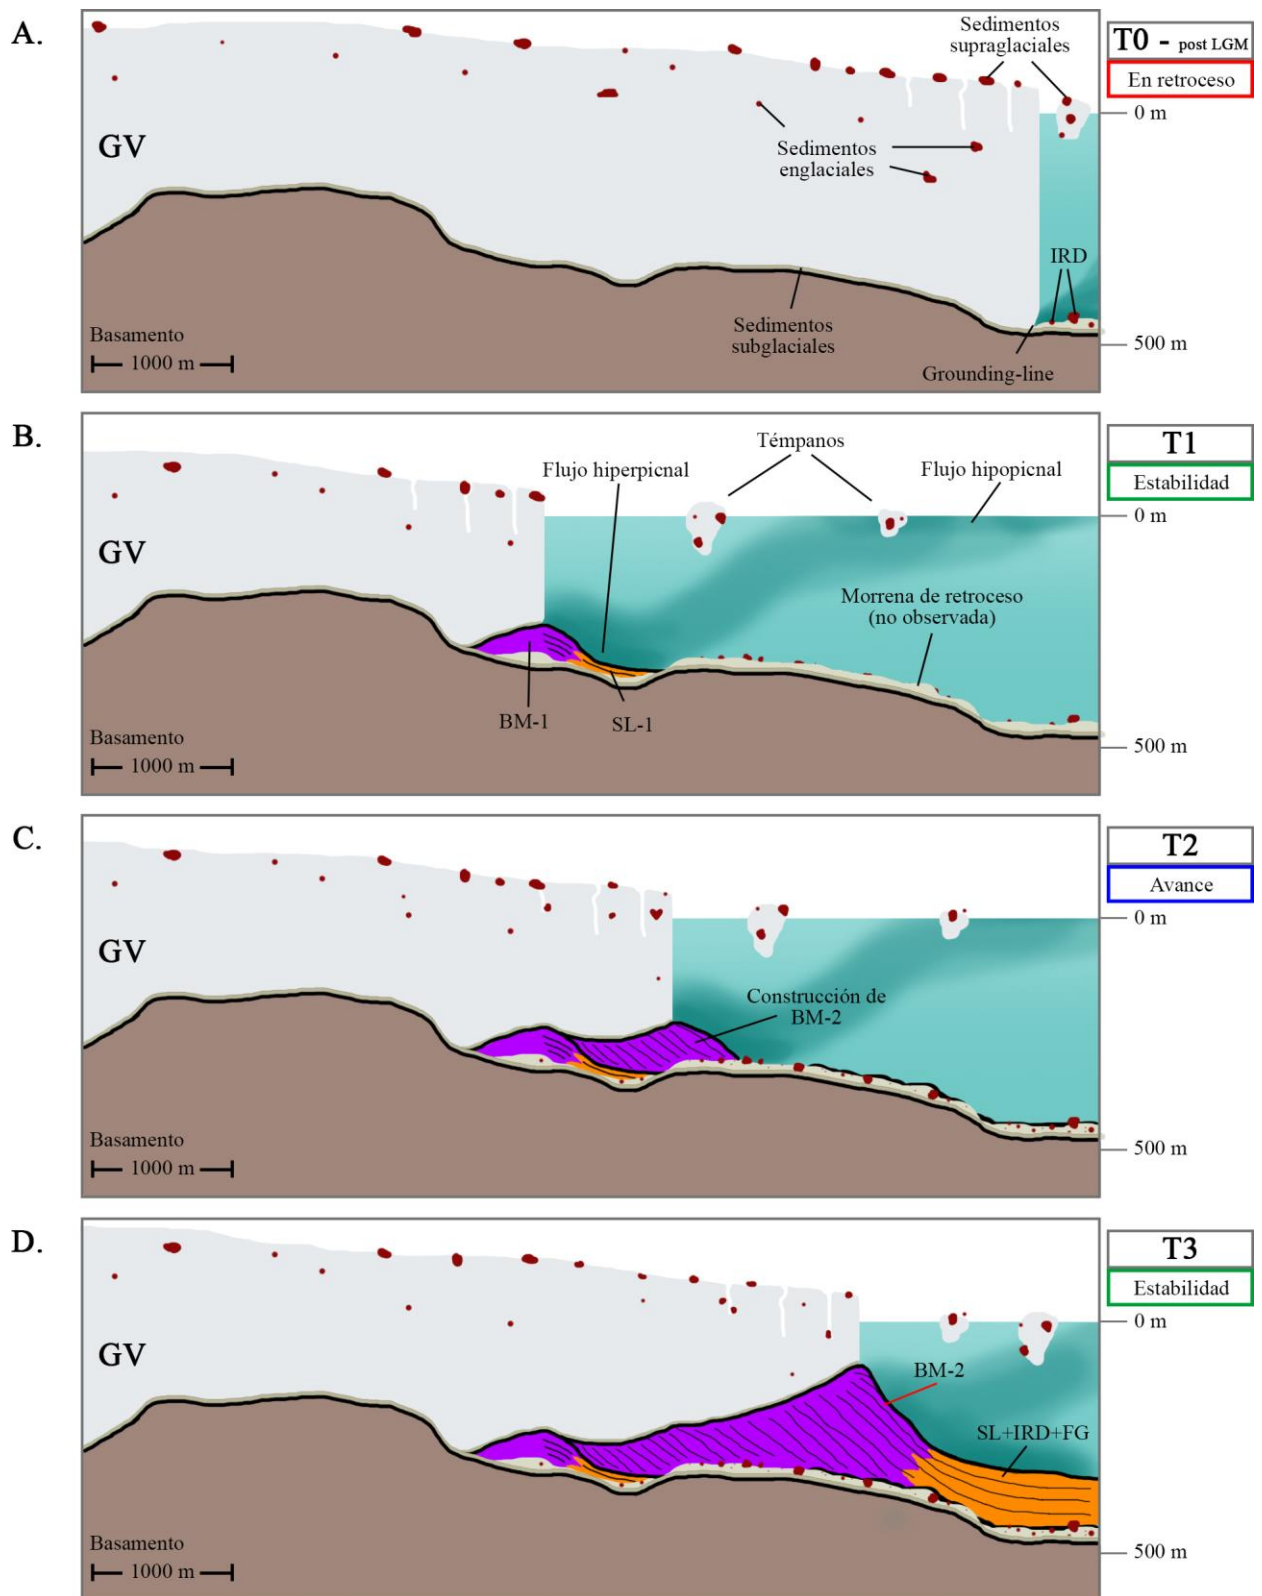 A.
Sedimentos
supraglaciales
T0 - post LGM
En retroceso
0 m
GV
Sedimentos
englaciales
IRD
Sedimentos
subglaciales
Basamento
1000 m
Grounding-line
500 m
B.
Témpanos
Flujo hiperpicnal
Flujo hipopicnal
T1
Estabilidad
0 m
GV
Morrena de retroceso
(no observada)
BM-1
SL-1
Basamento
1000 m
500 m
C.
T2
Avance
0 m
GV
Construcción de
BM-2
Basamento
1000 m
500 m
D.
T3
Estabilidad
0 m
GV
BM-2
SL+IRD+FG
Basamento
1000 m
500 m